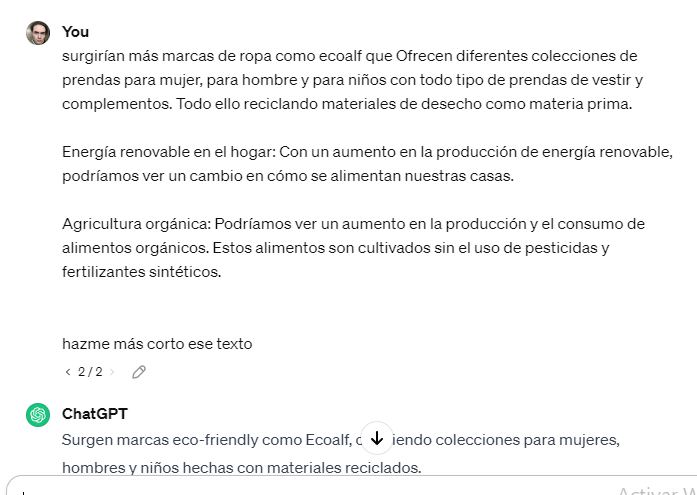 You
surgirían más marcas de ropa como ecoalf que Ofrecen diferentes colecciones de
prendas para mujer, para hombre y para niños con todo tipo de prendas de vestir y
complementos. Todo ello reciclando materiales de desecho como materia prima.
Energía renovable en el hogar: Con un aumento en la producción de energía renovable,
podríamos ver un cambio en cómo se alimentan nuestras casas.
Agricultura orgánica: Podríamos ver un aumento en la producción y el consumo de
alimentos orgánicos. Estos alimentos son cultivados sin el uso de pesticidas y
fertilizantes sintéticos.
hazme más corto ese texto
< 2/2 >
ChatGPT
Surgen marcas eco-friendly como Ecoalf, colecciones para mujeres,
hombres y niños hechas con materiales reciclados.
Activar